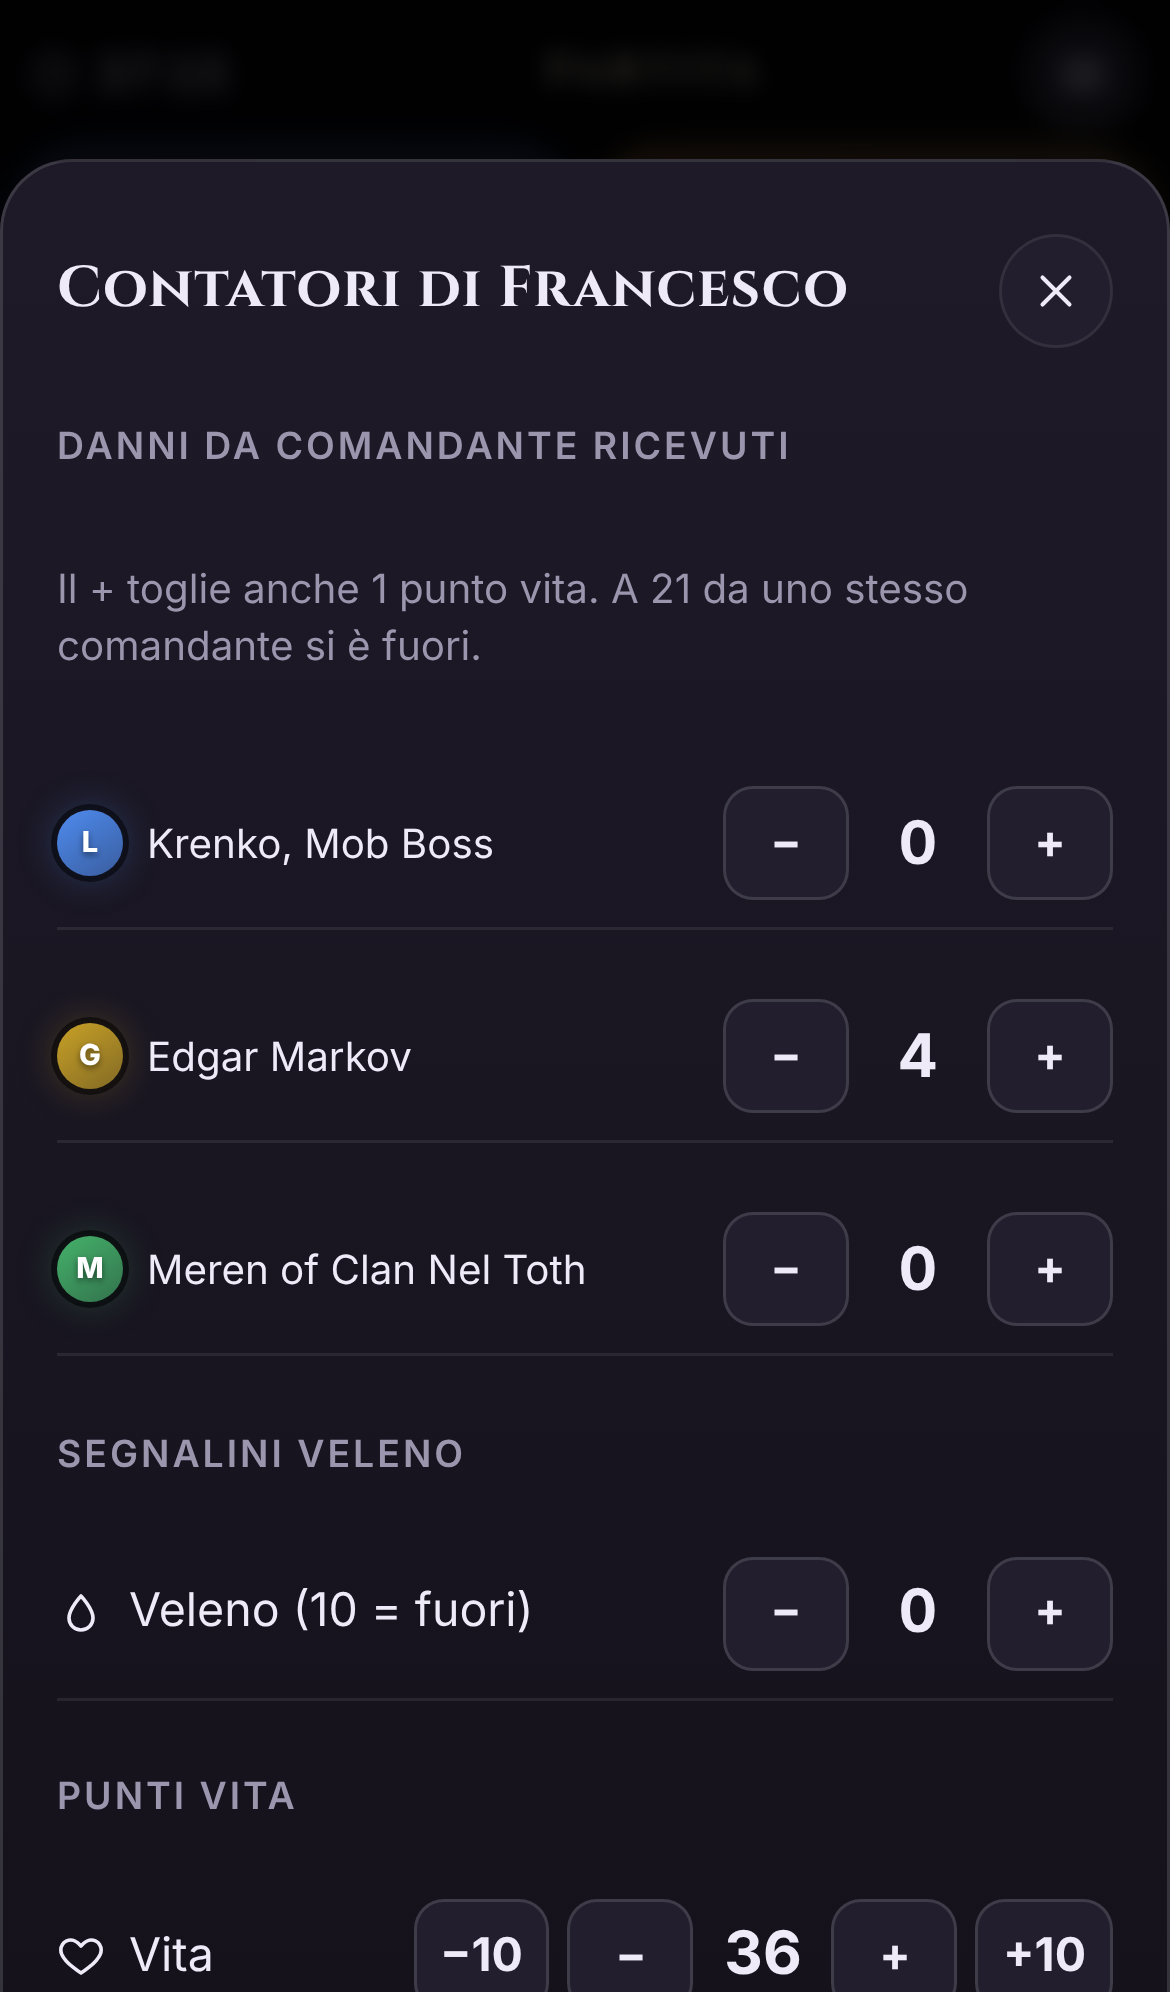 Contatori di Francesco
DANNI DA COMANDANTE RICEVUTI
Il + toglie anche 1 punto vita. A 21 da uno stesso
comandante si è fuori.
L Krenko, Mob Boss − 0 +
G Edgar Markov − 4 +
M Meren of Clan Nel Toth − 0 +
SEGNALINI VELENO
Veleno (10 = fuori) − 0 +
PUNTI VITA
Vita −10 − 36 + +10